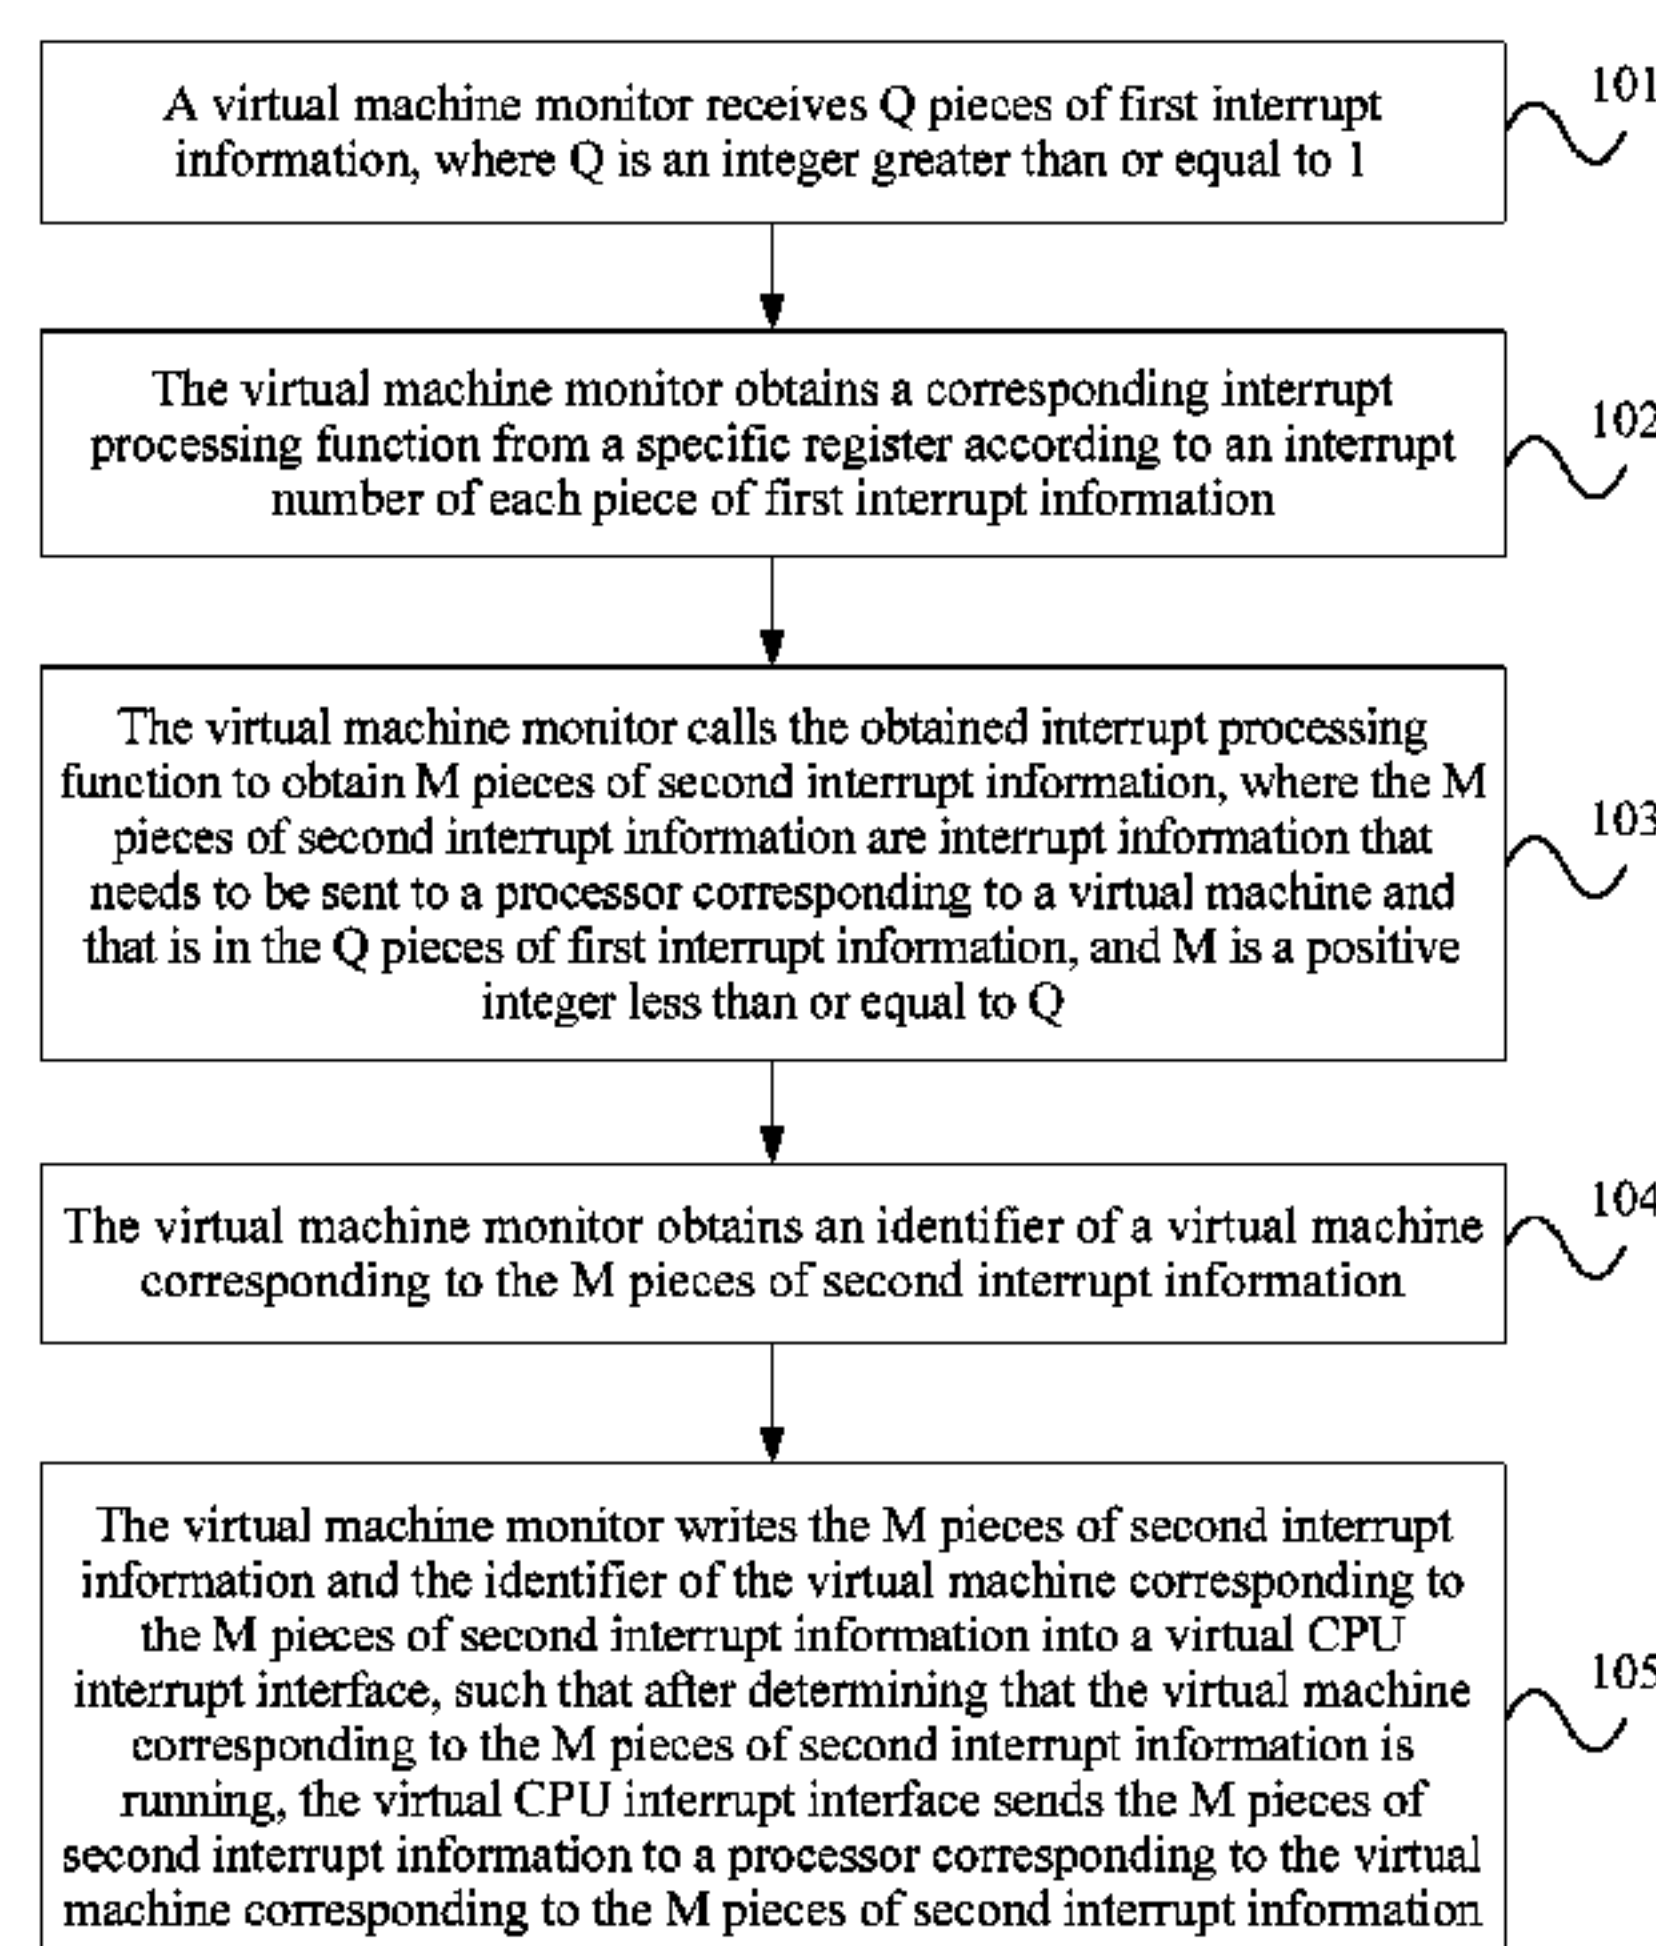 A virtual machine monitor receives Q pieces of first interrupt
information, where Q is an integer greater than or equal to 1
101
The virtual machine monitor obtains a corresponding interrupt
processing function from a specific register according to an interrupt
number of each piece of first interrupt information
102
The virtual machine monitor calls the obtained interrupt processing
function to obtain M pieces of second interrupt information, where the M
pieces of second interrupt information are interrupt information that
needs to be sent to a processor corresponding to a virtual machine and
that is in the Q pieces of first interrupt information, and M is a positive
integer less than or equal to Q
103
The virtual machine monitor obtains an identifier of a virtual machine
corresponding to the M pieces of second interrupt information
104
The virtual machine monitor writes the M pieces of second interrupt
information and the identifier of the virtual machine corresponding to
the M pieces of second interrupt information into a virtual CPU
interrupt interface, such that after determining that the virtual machine
corresponding to the M pieces of second interrupt information is
running, the virtual CPU interrupt interface sends the M pieces of
second interrupt information to a processor corresponding to the virtual
machine corresponding to the M pieces of second interrupt information
105